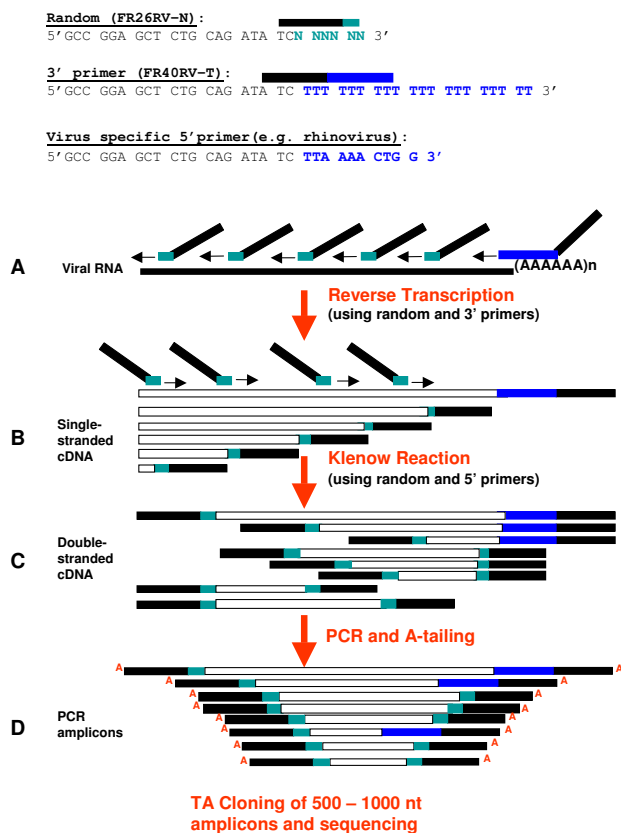 Random (FR26RV-N):
5'GCC GGA GCT CTG CAG ATA TCN NNN NN 3'
3' primer (FR40RV-T):
5'GCC GGA GCT CTG CAG ATA TC TTT TTT TTT TTT TTT TTT TT 3'
Virus specific 5'primer(e.g. rhinovirus):
5'GCC GGA GCT CTG CAG ATA TC TTA AAA CTG G 3'
A
Viral RNA
(AAAAAA)n
Reverse Transcription
(using random and 3' primers)
B
Single-
stranded
cDNA
Klenow Reaction
(using random and 5' primers)
C
Double-
stranded
cDNA
PCR and A-tailing
A A
A A
A A
A A
A A
A A
A A
A A
D
PCR
amplicons
TA Cloning of 500 – 1000 nt
amplicons and sequencing